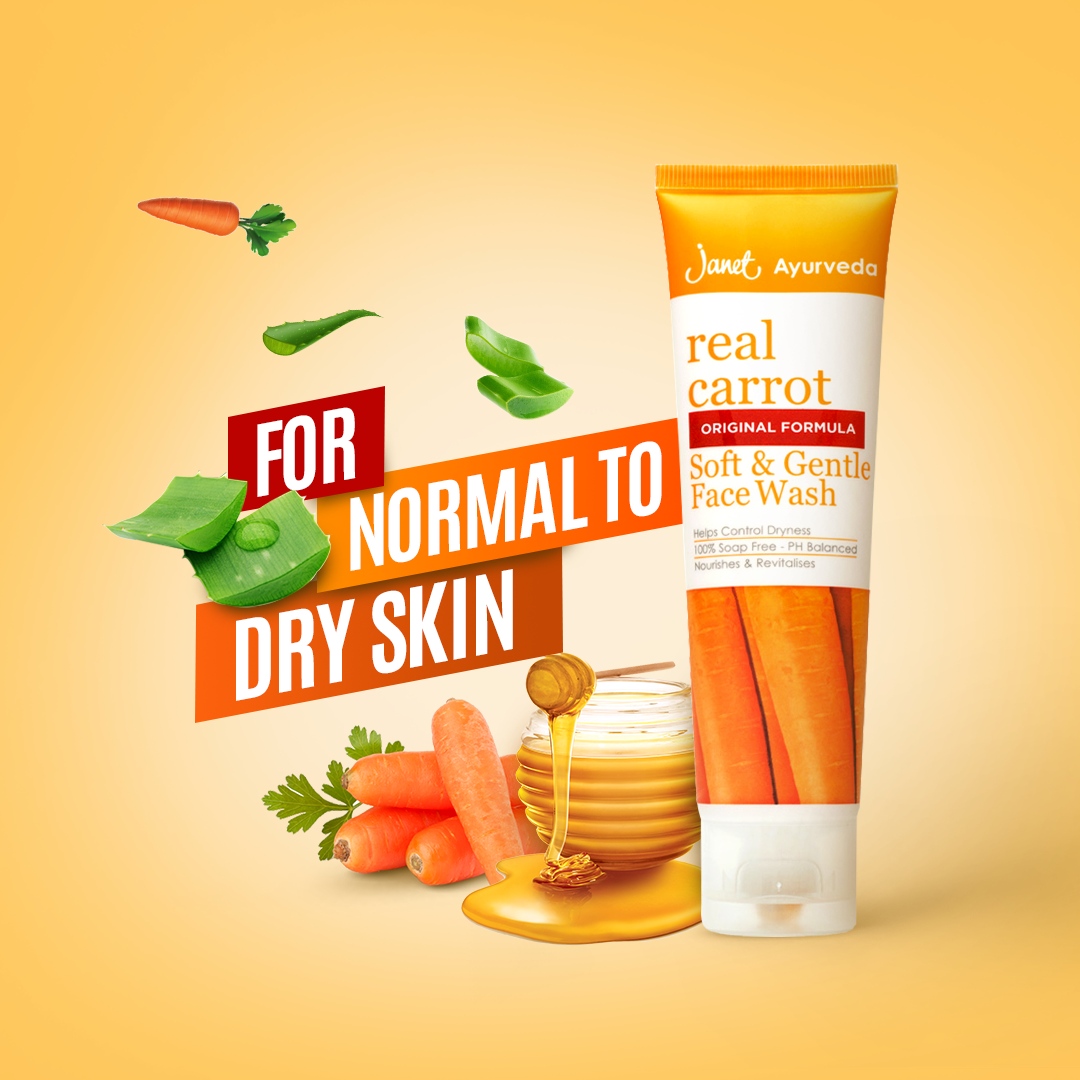 FOR
NORMAL TO
DRY SKIN
Janet Ayurveda
real
carrot
ORIGINAL FORMULA
Soft & Gentle
Face Wash
Helps Control Dryness
100% Soap Free - PH Balanced
Nourishes & Revitalises